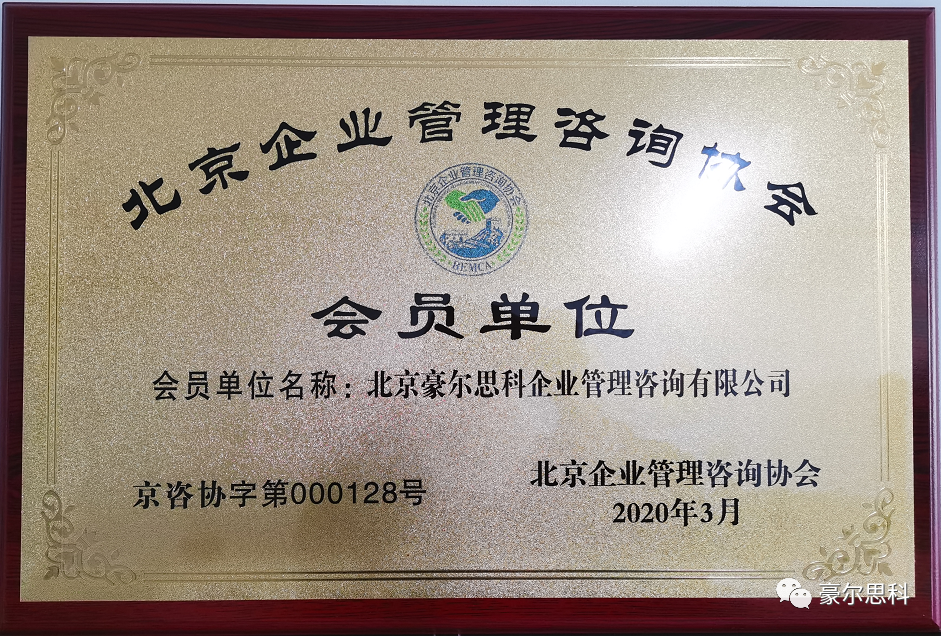 北京企业管理咨询协会
北京企业管理咨询协会
BEMCA
会员单位
会员单位名称：北京豪尔思科企业管理咨询有限公司
京咨协字第000128号
北京企业管理咨询协会
2020年3月
豪尔思科